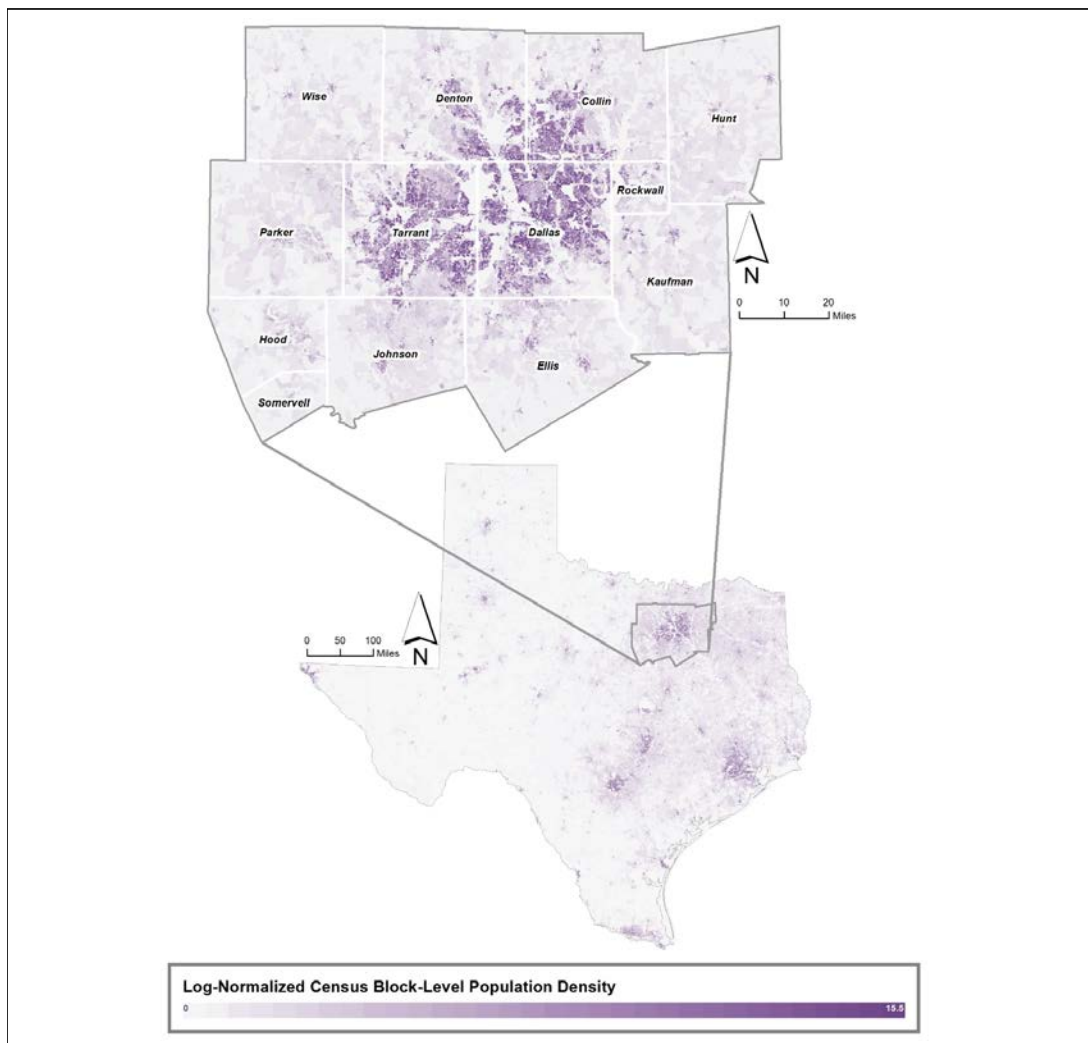 Wise
Denton
Collin
Hunt
Rockwall
Parker
Tarrant
Dallas
Kaufman
N
0 10 20
Miles
Hood
Johnson
Ellis
Somervell
0 50 100
Miles
N
Log-Normalized Census Block-Level Population Density
0 15.5